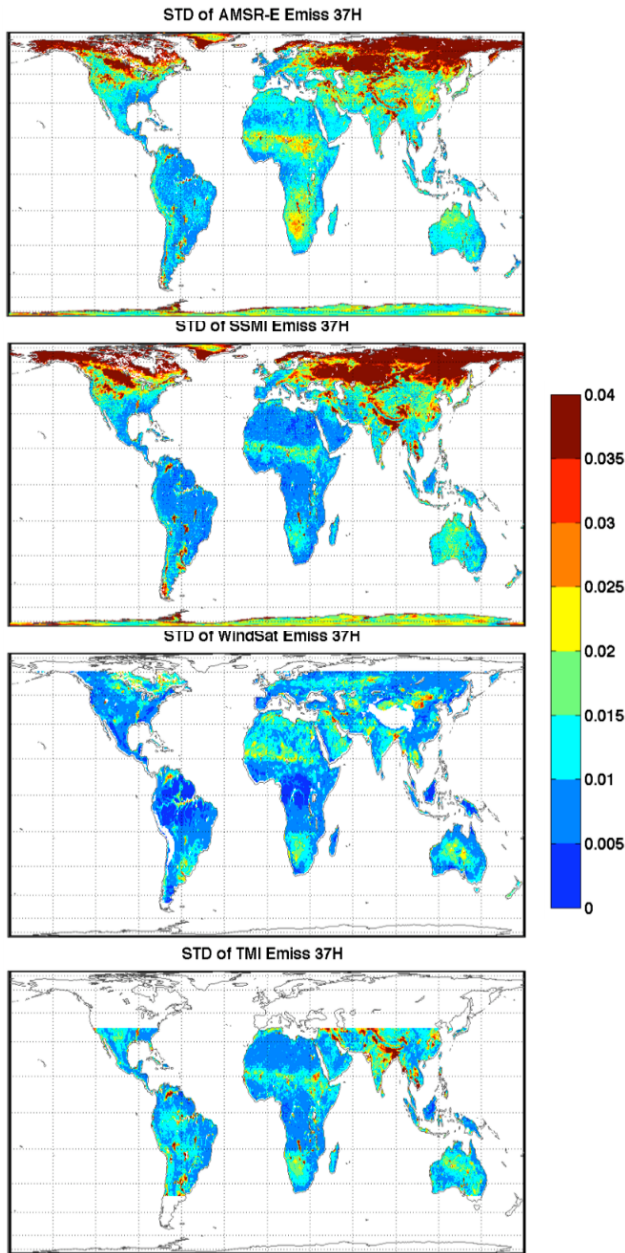 STD of AMSR-E Emiss 37H
STD of SSMI Emiss 37H
0.04
0.035
0.03
0.025
0.02
0.015
0.010
0.005
0
STD of WindSat Emiss 37H
STD of TMI Emiss 37H